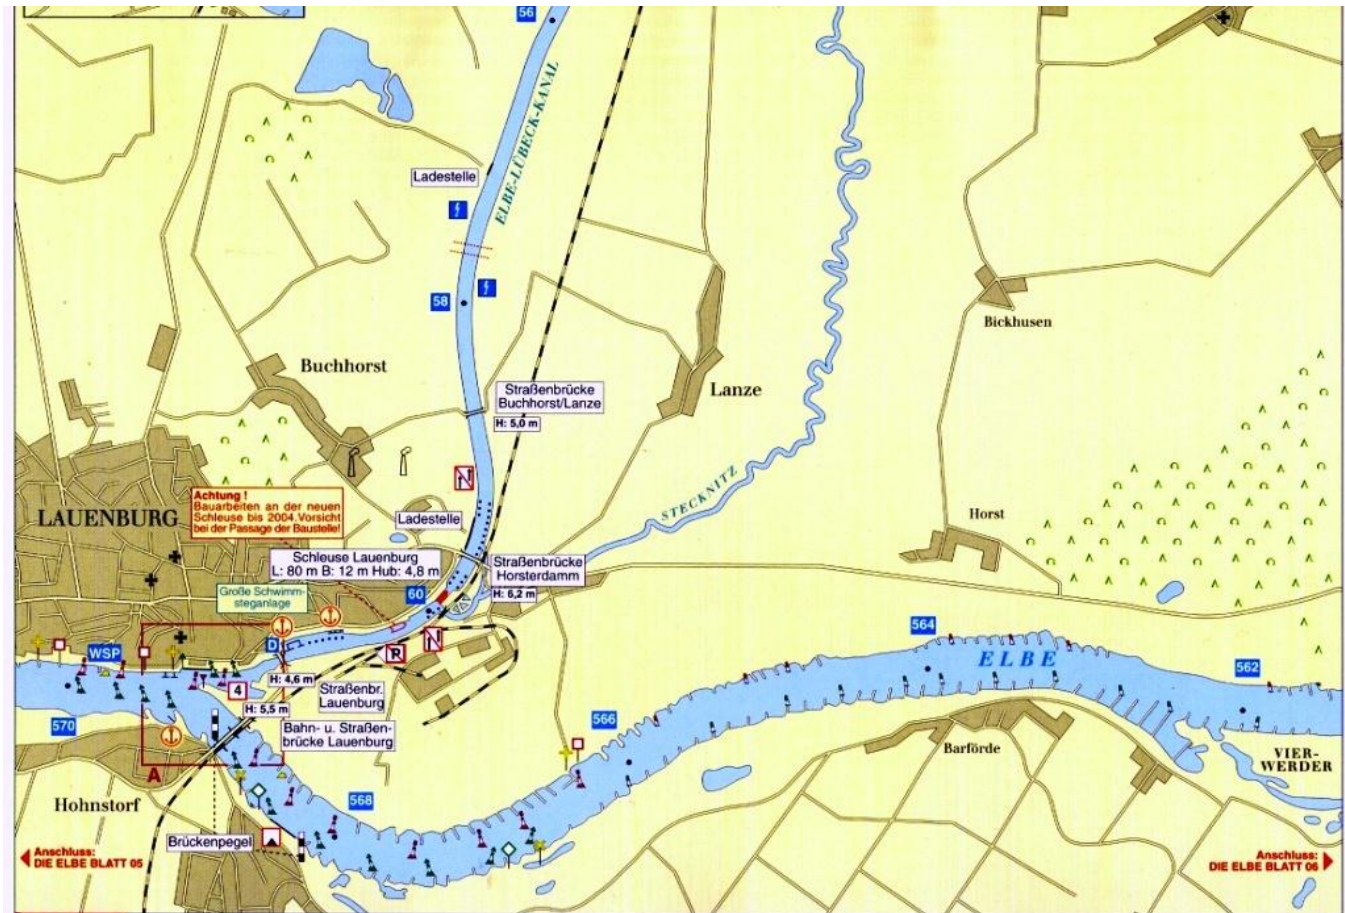 56
ELBE-LÜBECK-KANAL
Ladestelle
58
Bickhusen
Buchhorst
Straßenbrücke
Buchhorst/Lanze
H: 5,0 m
Lanze
STECKNITZ
Achtung !
Bauarbeiten an der neuen
Schleuse bis 2004.Vorsicht
bei der Passage der Baustelle!
LAUENBURG
Ladestelle
Horst
Schleuse Lauenburg
L: 80 m B: 12 m Hub: 4,8 m
Straßenbrücke
Horsterdamm
H: 6,2 m
Große Schwimm-
steganlage
60
564
D
WSP
R
ELBE
562
H: 4,6 m
4
Straßenbr.
Lauenburg
H: 5,5 m
570
566
Bahn- u. Straßen-
brücke Lauenburg
Barförde
VIER-
WERDER
A
Hohnstorf
568
Brückenpegel
Anschluss:
DIE ELBE BLATT 05
Anschluss:
DIE ELBE BLATT 06